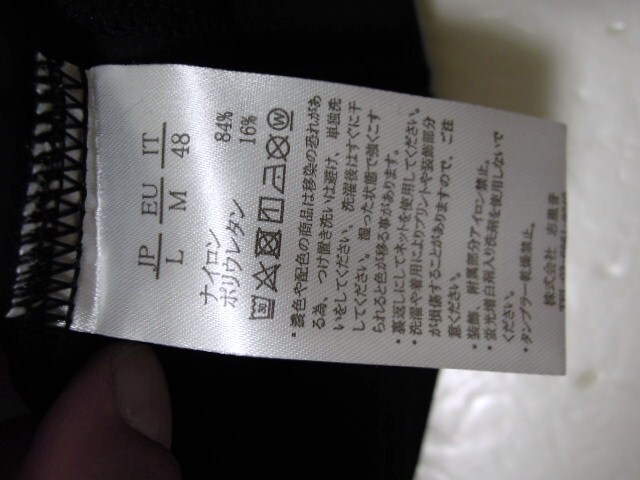 JP EU IT
L M 48
ナイロン 84%
ポリウレタン 16%
30
W
・濃色や配色の商品は移染の恐れがあ
る為、つけ置き洗いは避け、単独洗
いをしてください。洗濯後はすぐに干
してください。湿った状態で強くこす
られると色が移る事があります。
・裏返しにしてネットを使用してください。
・洗濯や着用によりプリントや装飾部分
が損傷することがありますので、ご注
意ください。
・装飾、附属部分アイロン禁止。
・蛍光増白剤入り洗剤を使用しないで
ください。
・タンブラー乾燥禁止。
株式会社